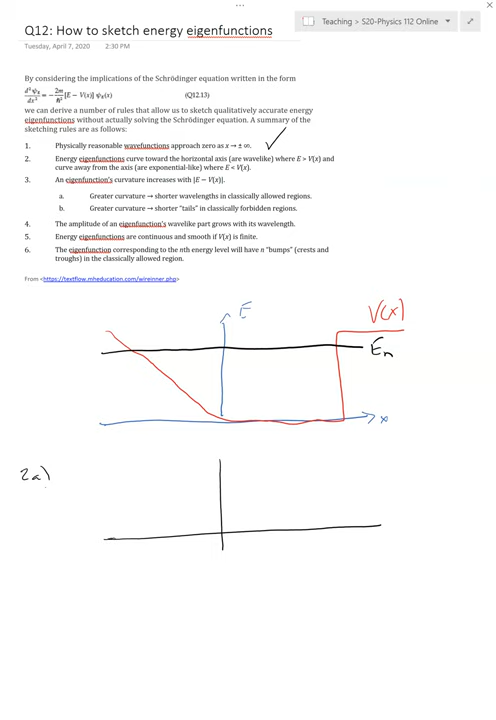 Q12: How to sketch energy eigenfunctions
Teaching > S20-Physics 112 Online
Tuesday, April 7, 2020 2:30 PM
By considering the implications of the Schrödinger equation written in the form
d²ψE/dx² = −2m/ħ² [E − V(x)] ψE(x) (Q12.13)
we can derive a number of rules that allow us to sketch qualitatively accurate energy
eigenfunctions without actually solving the Schrödinger equation. A summary of the
sketching rules are as follows:
1. Physically reasonable wavefunctions approach zero as x → ± ∞.
2. Energy eigenfunctions curve toward the horizontal axis (are wavelike) where E > V(x) and
curve away from the axis (are exponential-like) where E < V(x).
3. An eigenfunction's curvature increases with |E − V(x)|.
a. Greater curvature → shorter wavelengths in classically allowed regions.
b. Greater curvature → shorter "tails" in classically forbidden regions.
4. The amplitude of an eigenfunction's wavelike part grows with its wavelength.
5. Energy eigenfunctions are continuous and smooth if V(x) is finite.
6. The eigenfunction corresponding to the nth energy level will have n "bumps" (crests and
troughs) in the classically allowed region.
From <https://textflow.mheducation.com/wireinner.php>
E
V(x)
En
x
2a)